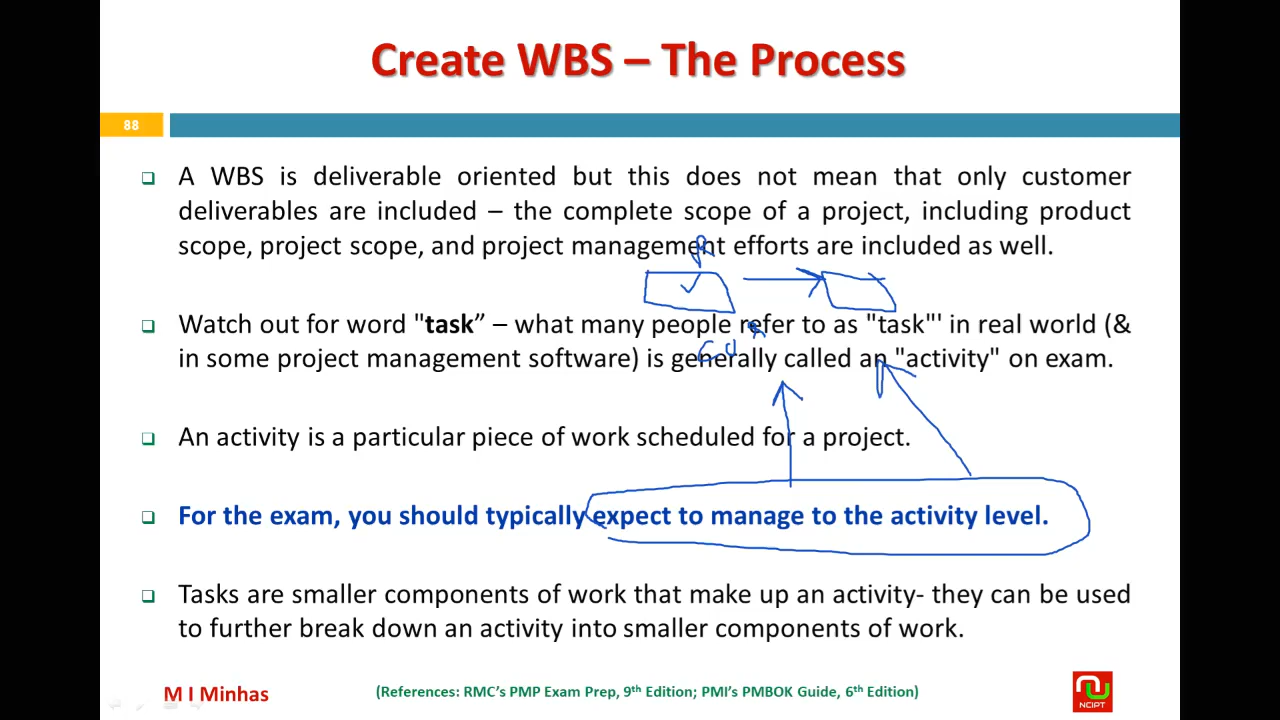 Create WBS – The Process
88
❑ A WBS is deliverable oriented but this does not mean that only customer
deliverables are included – the complete scope of a project, including product
scope, project scope, and project management efforts are included as well.
❑ Watch out for word "task” – what many people refer to as "task"' in real world (&
in some project management software) is generally called an "activity" on exam.
❑ An activity is a particular piece of work scheduled for a project.
❑ For the exam, you should typically expect to manage to the activity level.
❑ Tasks are smaller components of work that make up an activity- they can be used
to further break down an activity into smaller components of work.
M I Minhas
(References: RMC’s PMP Exam Prep, 9th Edition; PMI’s PMBOK Guide, 6th Edition)
NCIPT